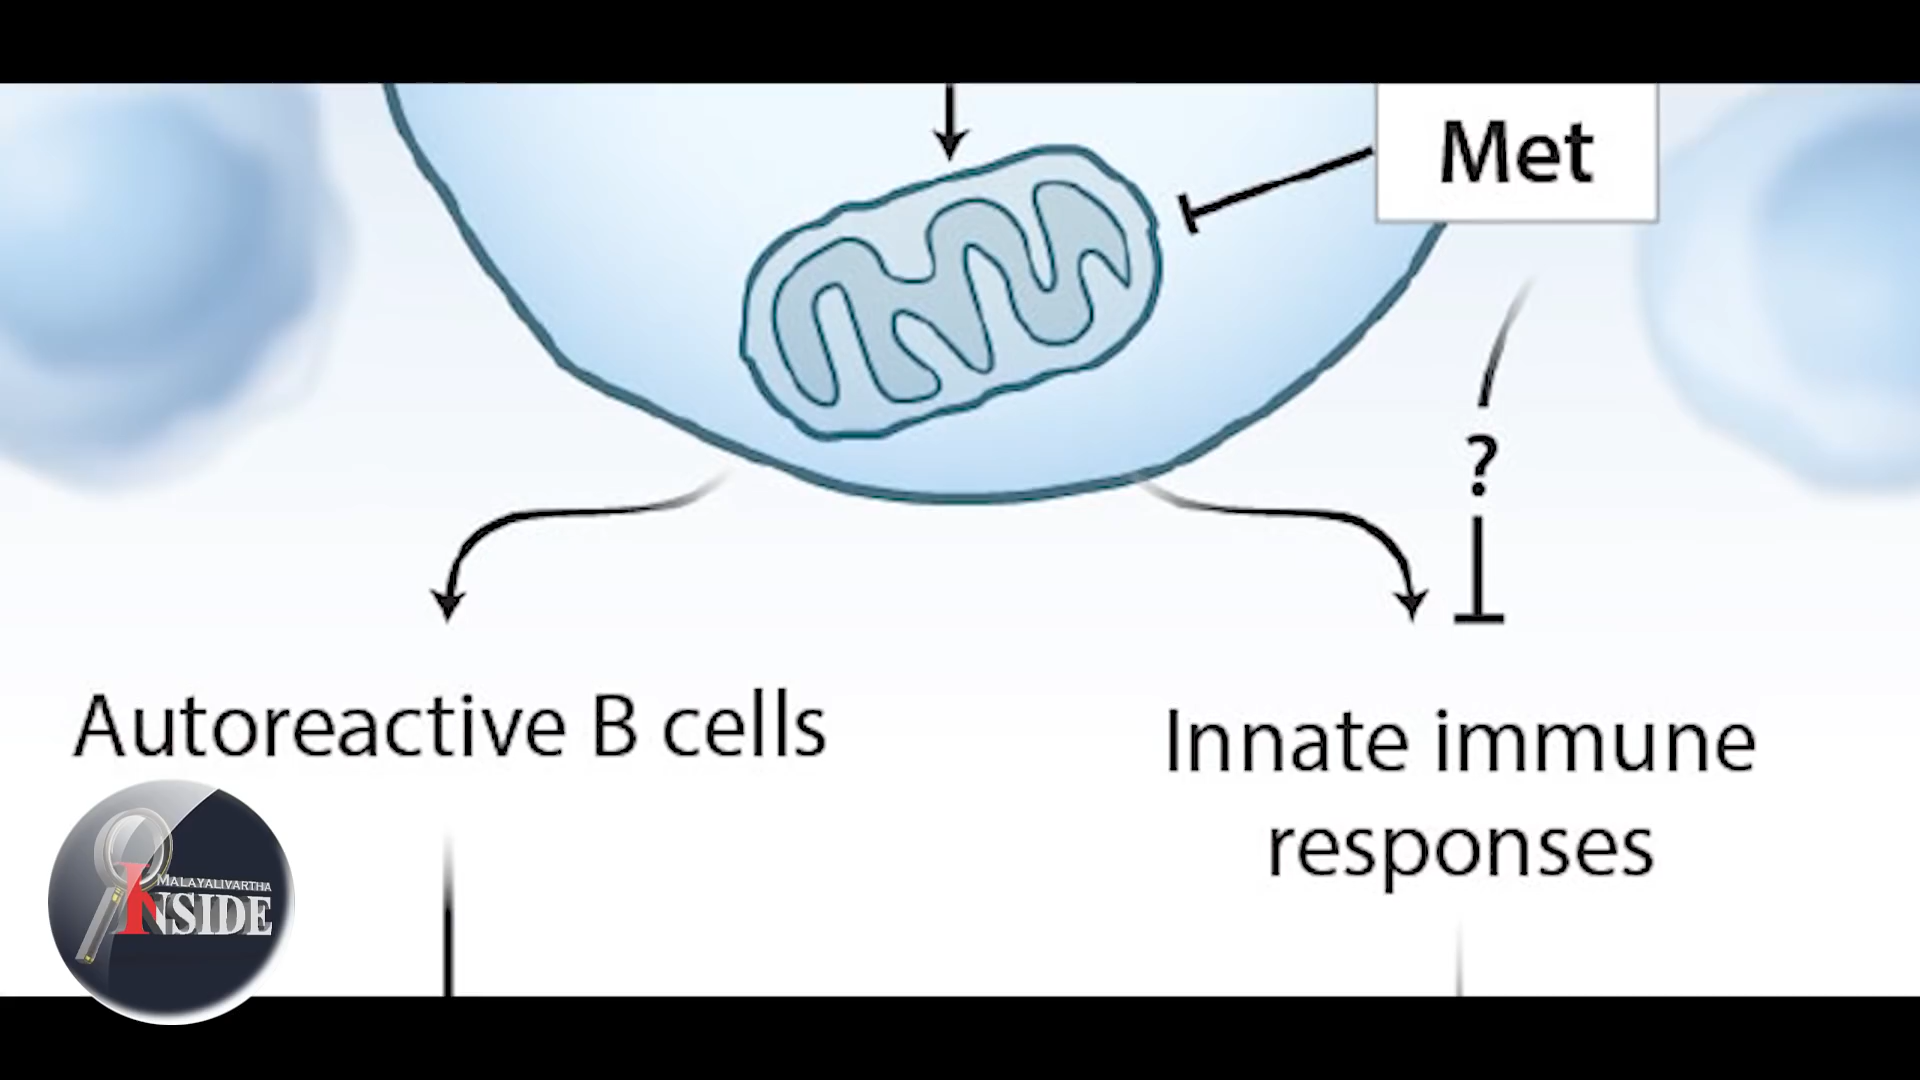 Met
?
Autoreactive B cells
Innate immune
responses
MALAYALIVARTHA
INSIDE